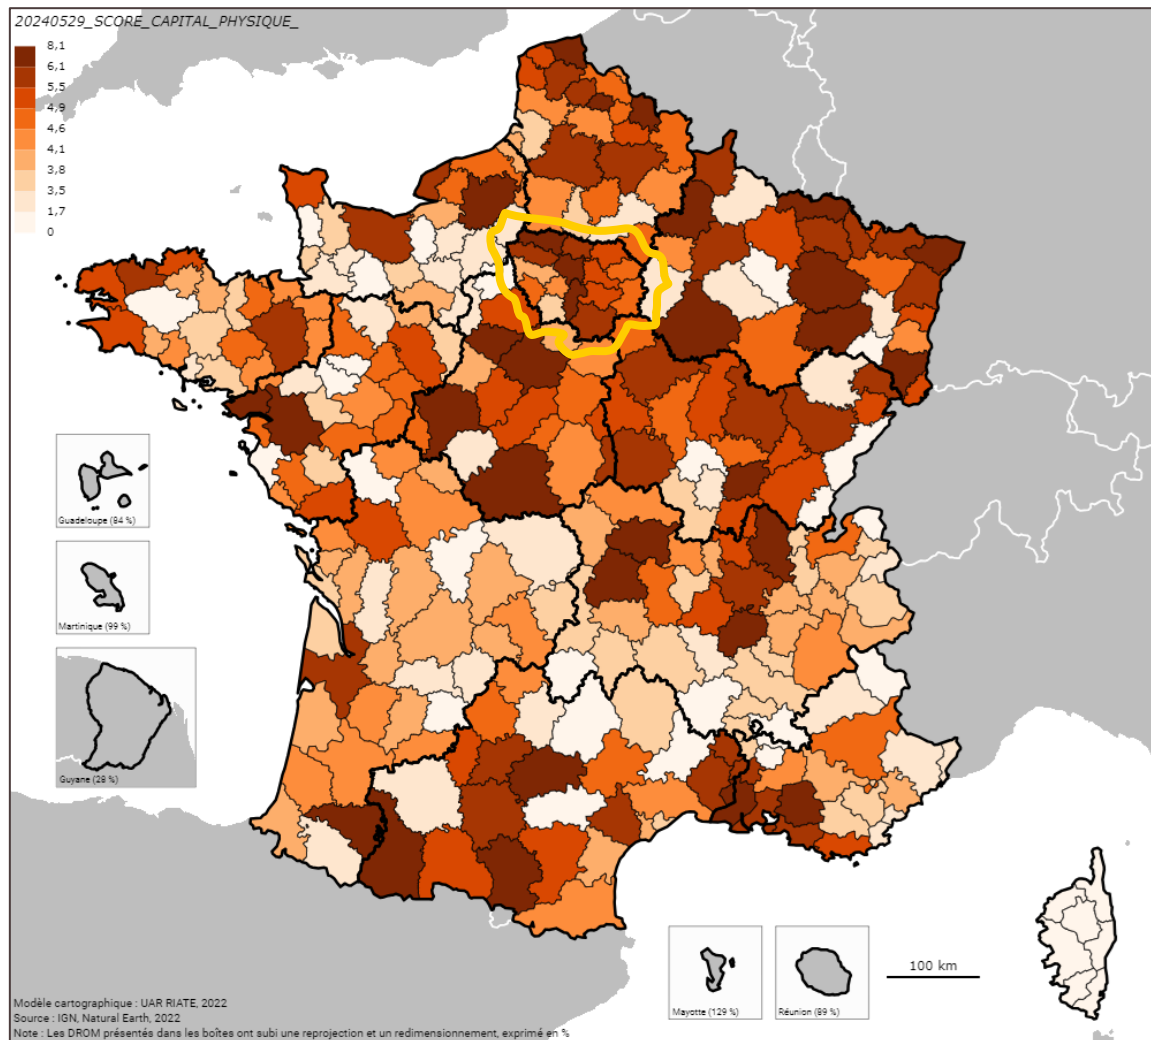 20240529_SCORE_CAPITAL_PHYSIQUE_
8,1
6,1
5,5
4,9
4,6
4,1
3,8
3,5
1,7
0
Guadeloupe (84 %)
Martinique (99 %)
Guyane (28 %)
Mayotte (129 %)
Réunion (89 %)
100 km
Modèle cartographique : UAR RIATE, 2022
Source : IGN, Natural Earth, 2022
Note : Les DROM présentés dans les boîtes ont subi une reprojection et un redimensionnement, exprimé en %